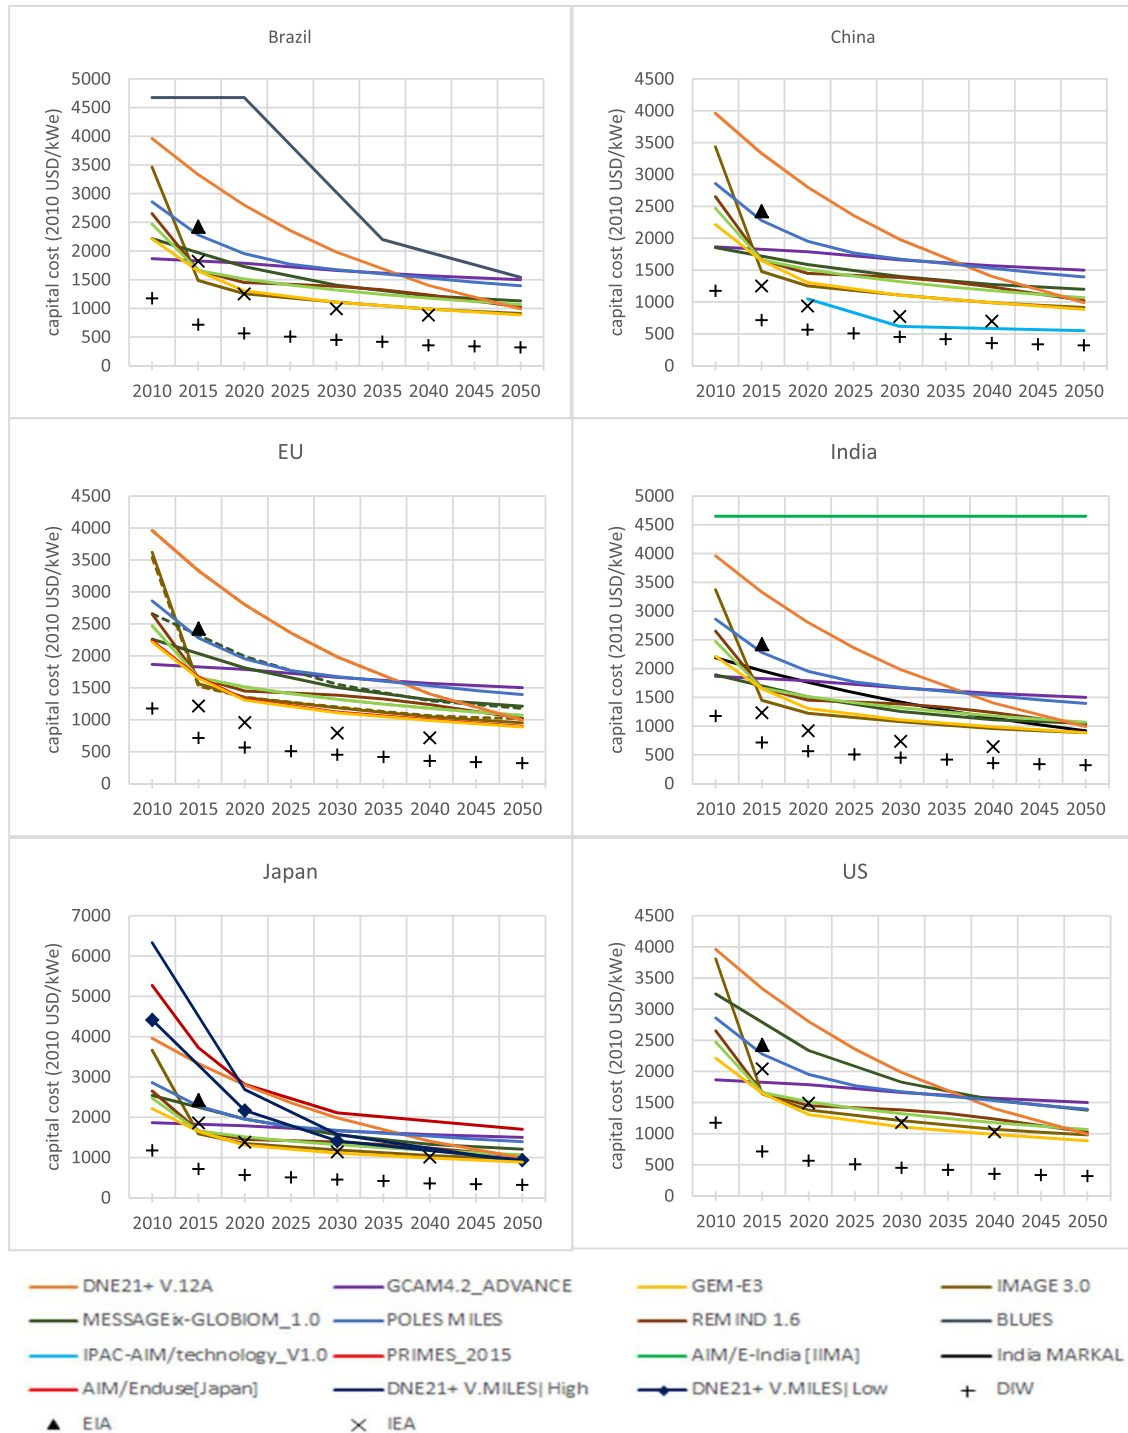 Brazil
capital cost (2010 USD/kWe)
5000
4500
4000
3500
3000
2500
2000
1500
1000
500
0
2010 2015 2020 2025 2030 2035 2040 2045 2050
China
capital cost (2010 USD/kWe)
4500
4000
3500
3000
2500
2000
1500
1000
500
0
2010 2015 2020 2025 2030 2035 2040 2045 2050
EU
capital cost (2010 USD/kWe)
4500
4000
3500
3000
2500
2000
1500
1000
500
0
2010 2015 2020 2025 2030 2035 2040 2045 2050
India
capital cost (2010 USD/kWe)
5000
4500
4000
3500
3000
2500
2000
1500
1000
500
0
2010 2015 2020 2025 2030 2035 2040 2045 2050
Japan
capital cost (2010 USD/kWe)
7000
6000
5000
4000
3000
2000
1000
0
2010 2015 2020 2025 2030 2035 2040 2045 2050
US
capital cost (2010 USD/kWe)
4500
4000
3500
3000
2500
2000
1500
1000
500
0
2010 2015 2020 2025 2030 2035 2040 2045 2050
DNE21+ V.12A GCAM4.2_ADVANCE GEM-E3 IMAGE 3.0
MESSAGEix-GLOBIOM_1.0 POLES MILES REMIND 1.6 BLUES
IPAC-AIM/technology_V1.0 PRIMES_2015 AIM/E-India [IIMA] India MARKAL
AIM/Enduse[Japan] DNE21+ V.MILES|High DNE21+ V.MILES|Low DIW
EIA IEA